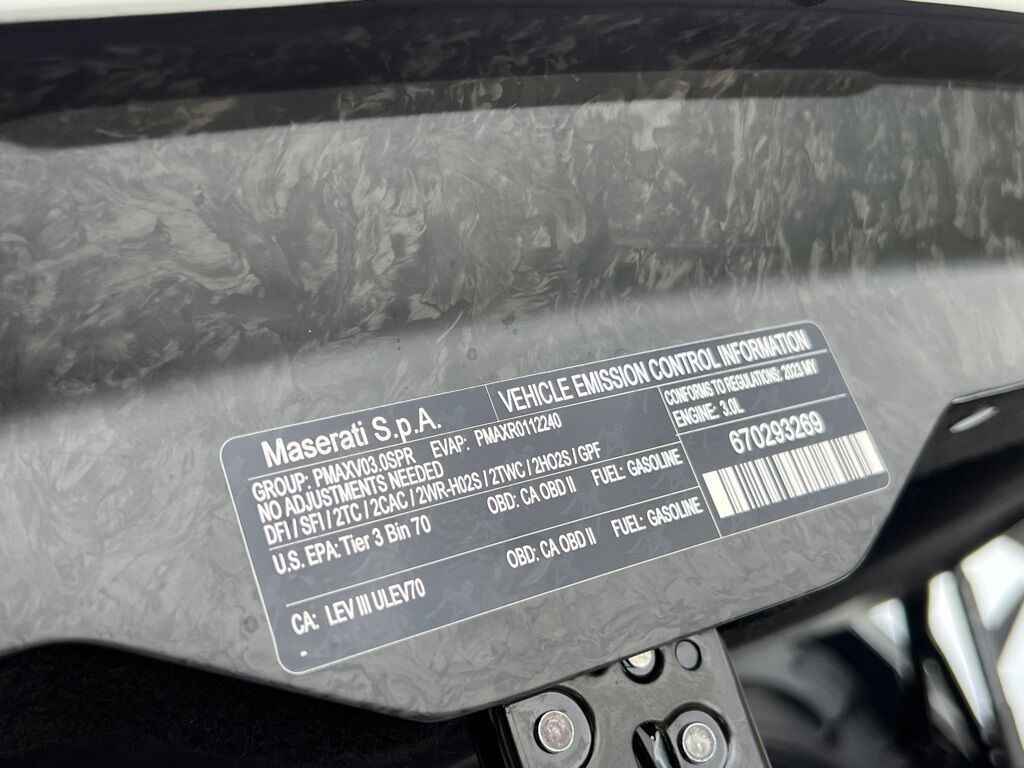 Maserati S.p.A.
VEHICLE EMISSION CONTROL INFORMATION
GROUP: PMAXV03.0SPR EVAP: PMAXR0112240
NO ADJUSTMENTS NEEDED
DFI / SFI / 2TC / 2CAC / 2WR-HO2S / 2TWC / 2HO2S / GPF
CONFORMS TO REGULATIONS: 2023 MY
ENGINE: 3.0L
U.S. EPA: Tier 3 Bin 70 OBD: CA OBD II FUEL: GASOLINE
CA: LEV III ULEV70 OBD: CA OBD II FUEL: GASOLINE
670293269